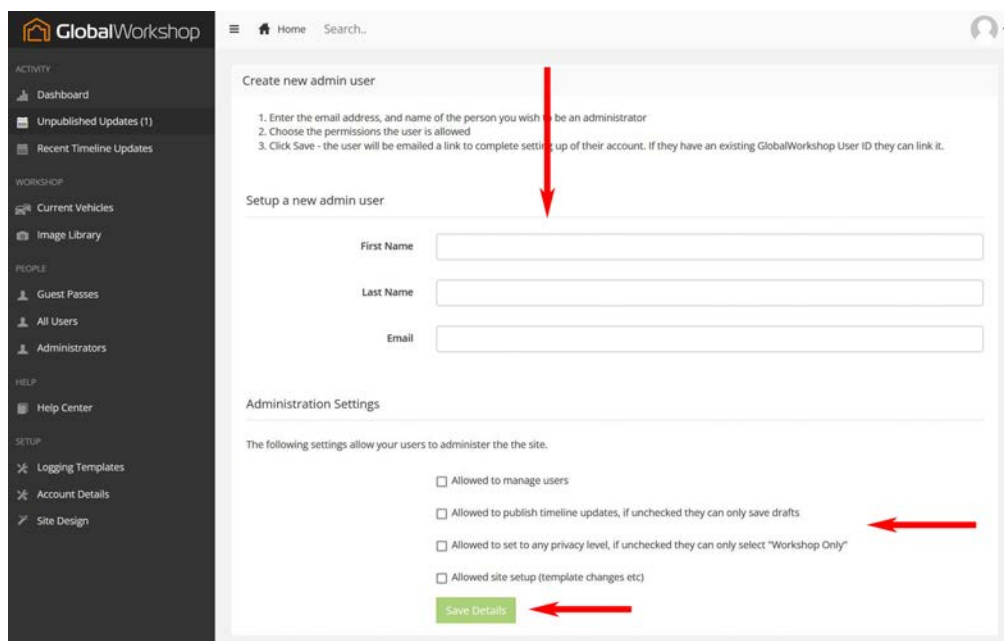 GlobalWorkshop
Home Search..
ACTIVITY
Dashboard
Unpublished Updates (1)
Recent Timeline Updates
WORKSHOP
Current Vehicles
Image Library
PEOPLE
Guest Passes
All Users
Administrators
HELP
Help Center
SETUP
Logging Templates
Account Details
Site Design
Create new admin user
1. Enter the email address, and name of the person you wish to be an administrator
2. Choose the permissions the user is allowed
3. Click Save - the user will be emailed a link to complete setting up of their account. If they have an existing GlobalWorkshop User ID they can link it.
Setup a new admin user
First Name
Last Name
Email
Administration Settings
The following settings allow your users to administer the the site.
Allowed to manage users
Allowed to publish timeline updates, if unchecked they can only save drafts
Allowed to set to any privacy level, if unchecked they can only select "Workshop Only"
Allowed site setup (template changes etc)
Save Details